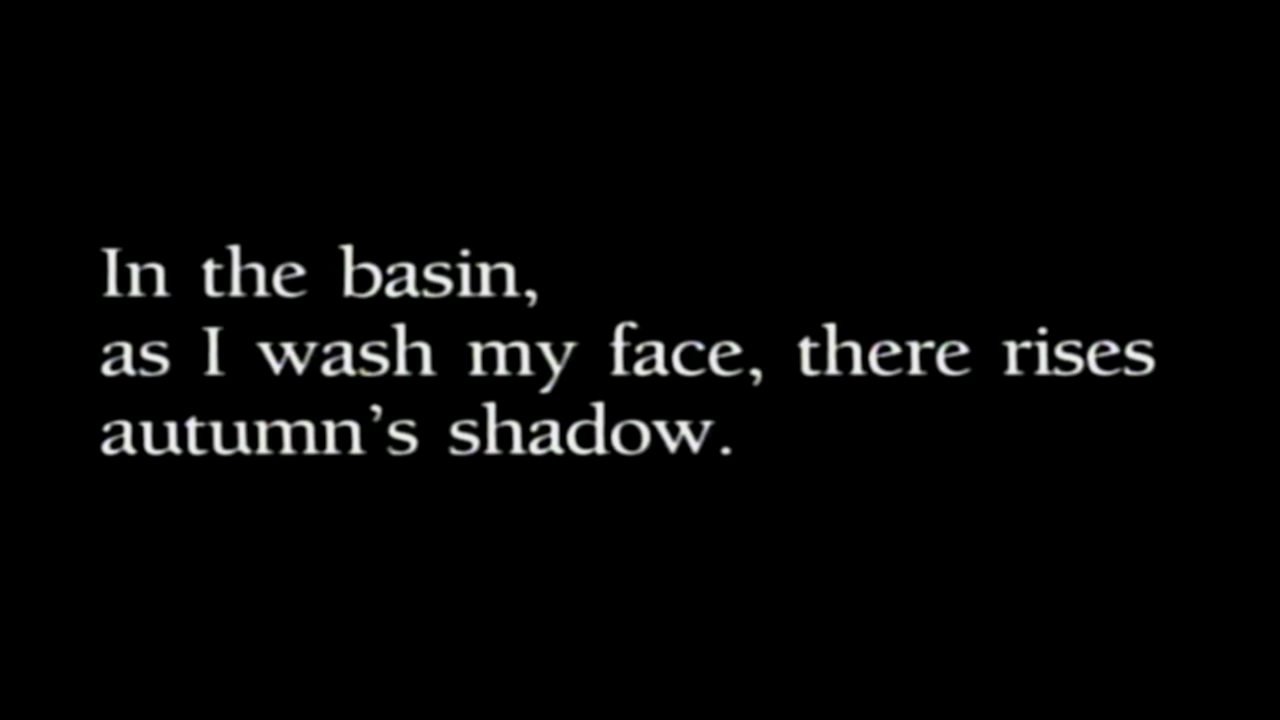 In the basin,
as I wash my face, there rises
autumn’s shadow.